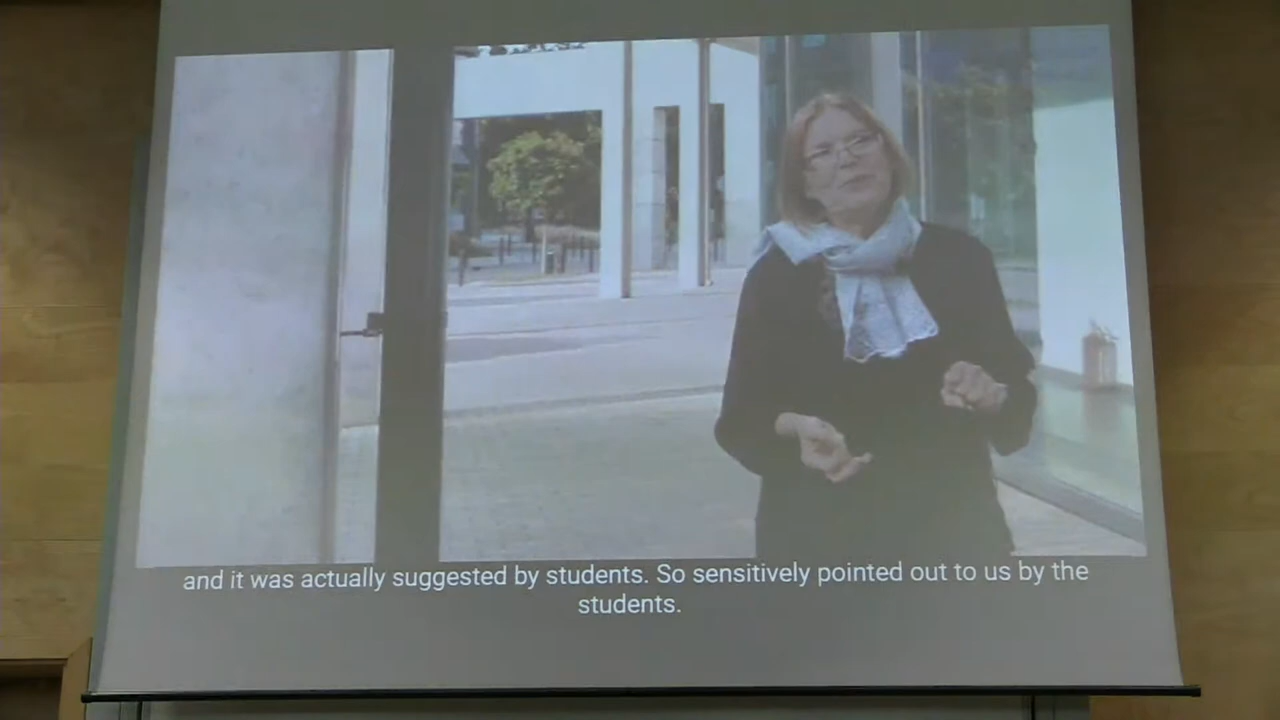 and it was actually suggested by students. So sensitively pointed out to us by the
students.